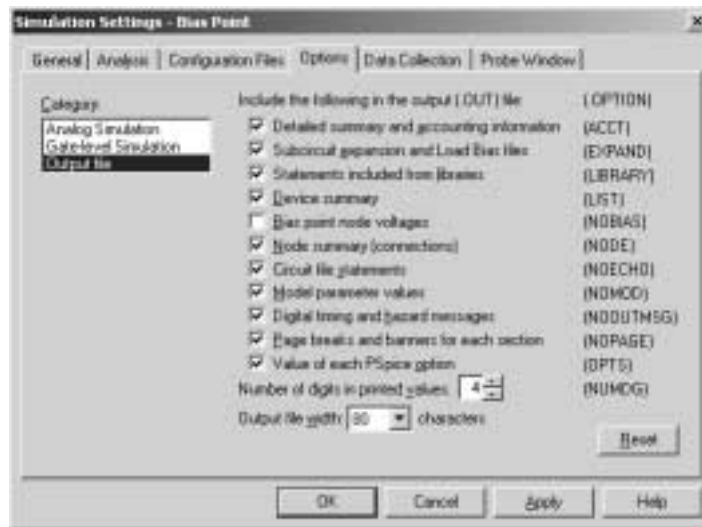 Simulation Settings - Bias Point
General
Analysis
Configuration Files
Options
Data Collection
Probe Window
Category:
Analog Simulation
Gate-level Simulation
Output file
Include the following in the output (.OUT) file: (.OPTION)
Detailed summary and accounting information (ACCT)
Subcircuit expansion and Load Bias files (EXPAND)
Statements included from libraries (LIBRARY)
Device summary (LIST)
Bias point node voltages (NOBIAS)
Node summary (connections) (NODE)
Circuit file statements (NOECHO)
Model parameter values (NOMOD)
Digital timing and hazard messages (NOOUTMSG)
Page breaks and banners for each section (NOPAGE)
Value of each PSpice option (OPTS)
Number of digits in printed values: 4 (NUMDG)
Output file width: 80 characters
Reset
OK
Cancel
Apply
Help